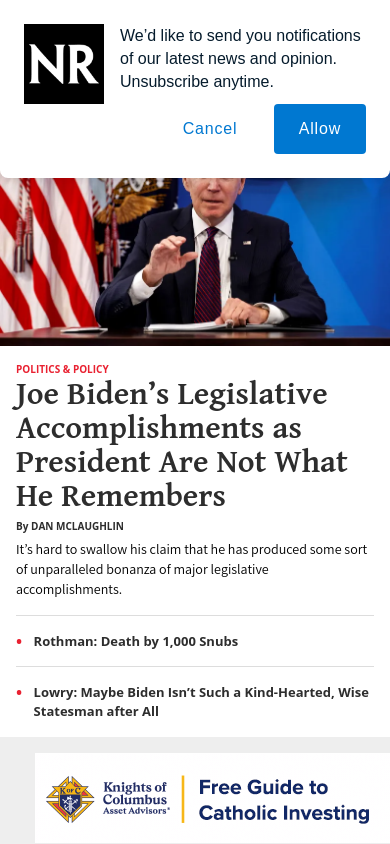 NR
We’d like to send you notifications
of our latest news and opinion.
Unsubscribe anytime.
Cancel
Allow
POLITICS & POLICY
Joe Biden’s Legislative
Accomplishments as
President Are Not What
He Remembers
By DAN MCLAUGHLIN
It’s hard to swallow his claim that he has produced some sort
of unparalleled bonanza of major legislative
accomplishments.
Rothman: Death by 1,000 Snubs
Lowry: Maybe Biden Isn’t Such a Kind-Hearted, Wise
Statesman after All
K of C
Knights of
Columbus
Asset Advisors®
Free Guide to
Catholic Investing